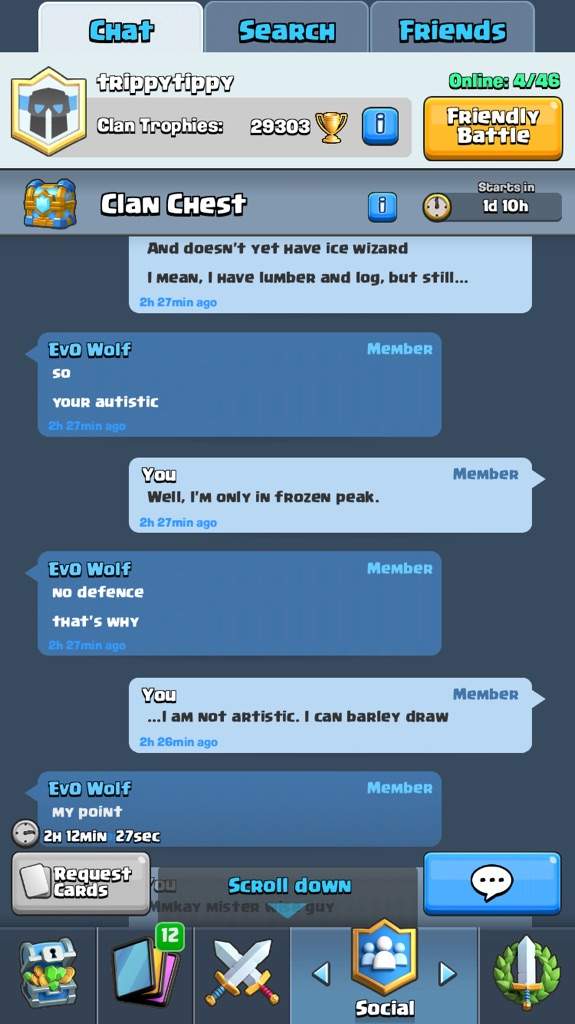 Chat
Search
Friends
trippytippy
Online: 4/46
Clan Trophies: 29303
i
Friendly
Battle
Clan Chest
i
Starts in
1d 10h
And doesn't yet have ice wizard
I mean, I have lumber and log, but still...
2h 27min ago
EvO Wolf
Member
so
your autistic
2h 27min ago
You
Member
Well, I'm only in frozen peak.
2h 27min ago
EvO Wolf
Member
no defence
that's why
2h 27min ago
You
Member
...I am not artistic. I can barley draw
2h 26min ago
EvO Wolf
Member
my point
2h 12min 27sec
Request
Cards
You
Scroll down
Mmkay mister
guy
12
Social